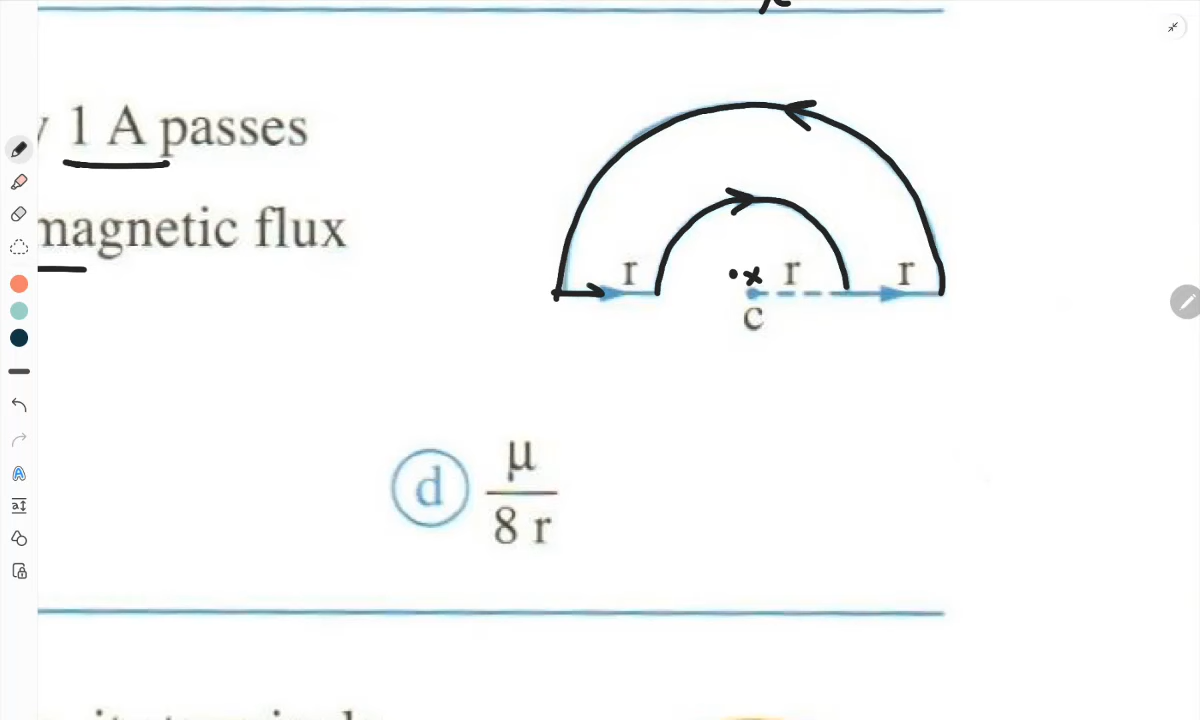 1 A passes
magnetic flux
r r r
c
d μ
8 r